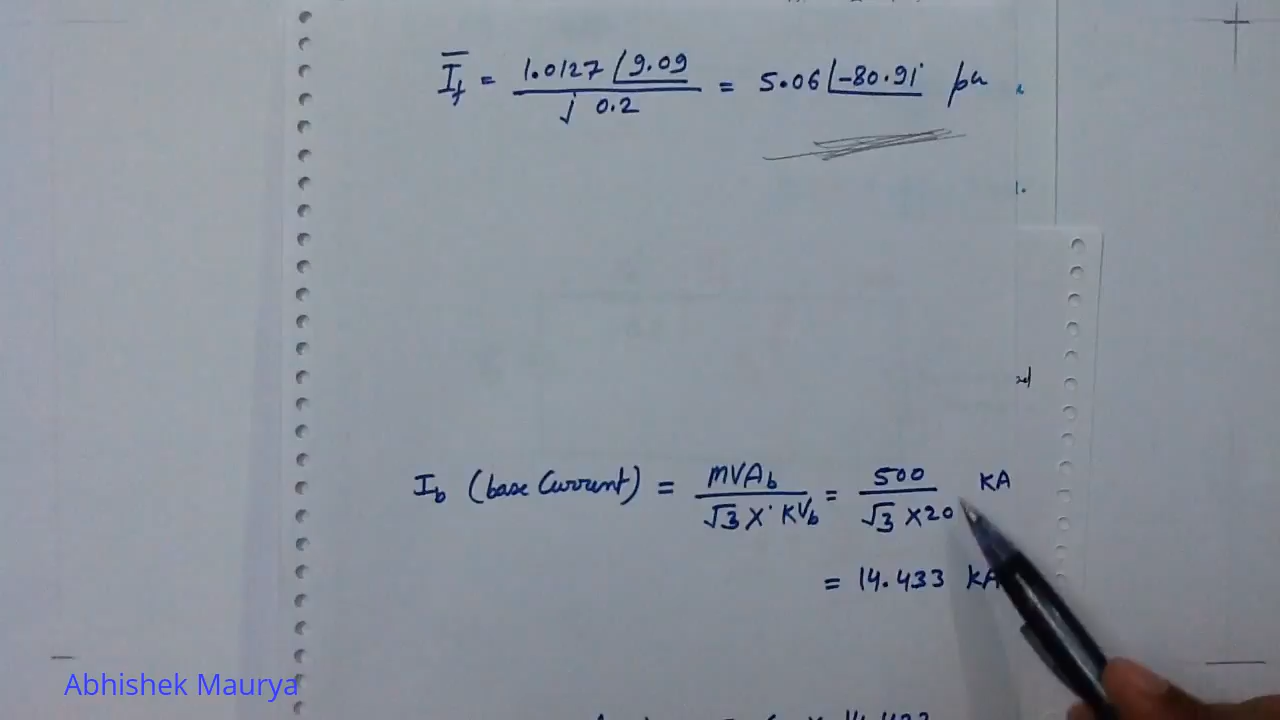 I̅f = 1.0127 ∠9.09 / j 0.2 = 5.06 ∠-80.91° pu
Ib (base Current) = MVAb / √3 × KVb = 500 / √3 × 20 KA
= 14.433 KA
Abhishek Maurya